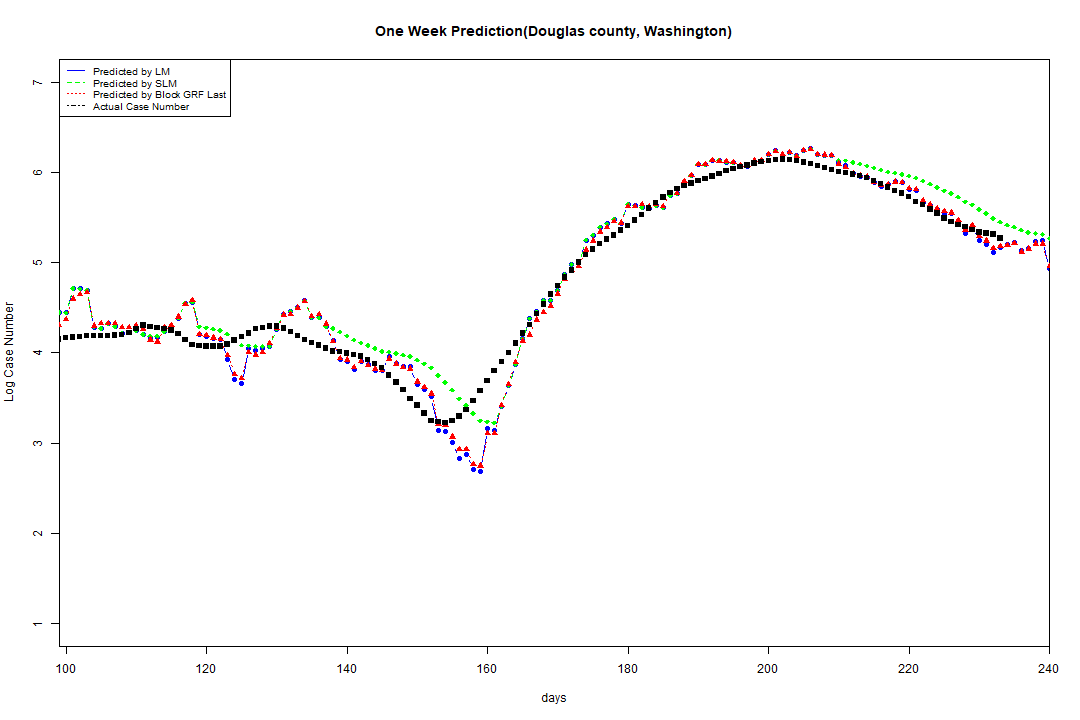 One Week Prediction(Douglas county, Washington)
Predicted by LM
Predicted by SLM
Predicted by Block GRF Last
Actual Case Number
7
6
5
4
3
2
1
Log Case Number
100 120 140 160 180 200 220 240
days